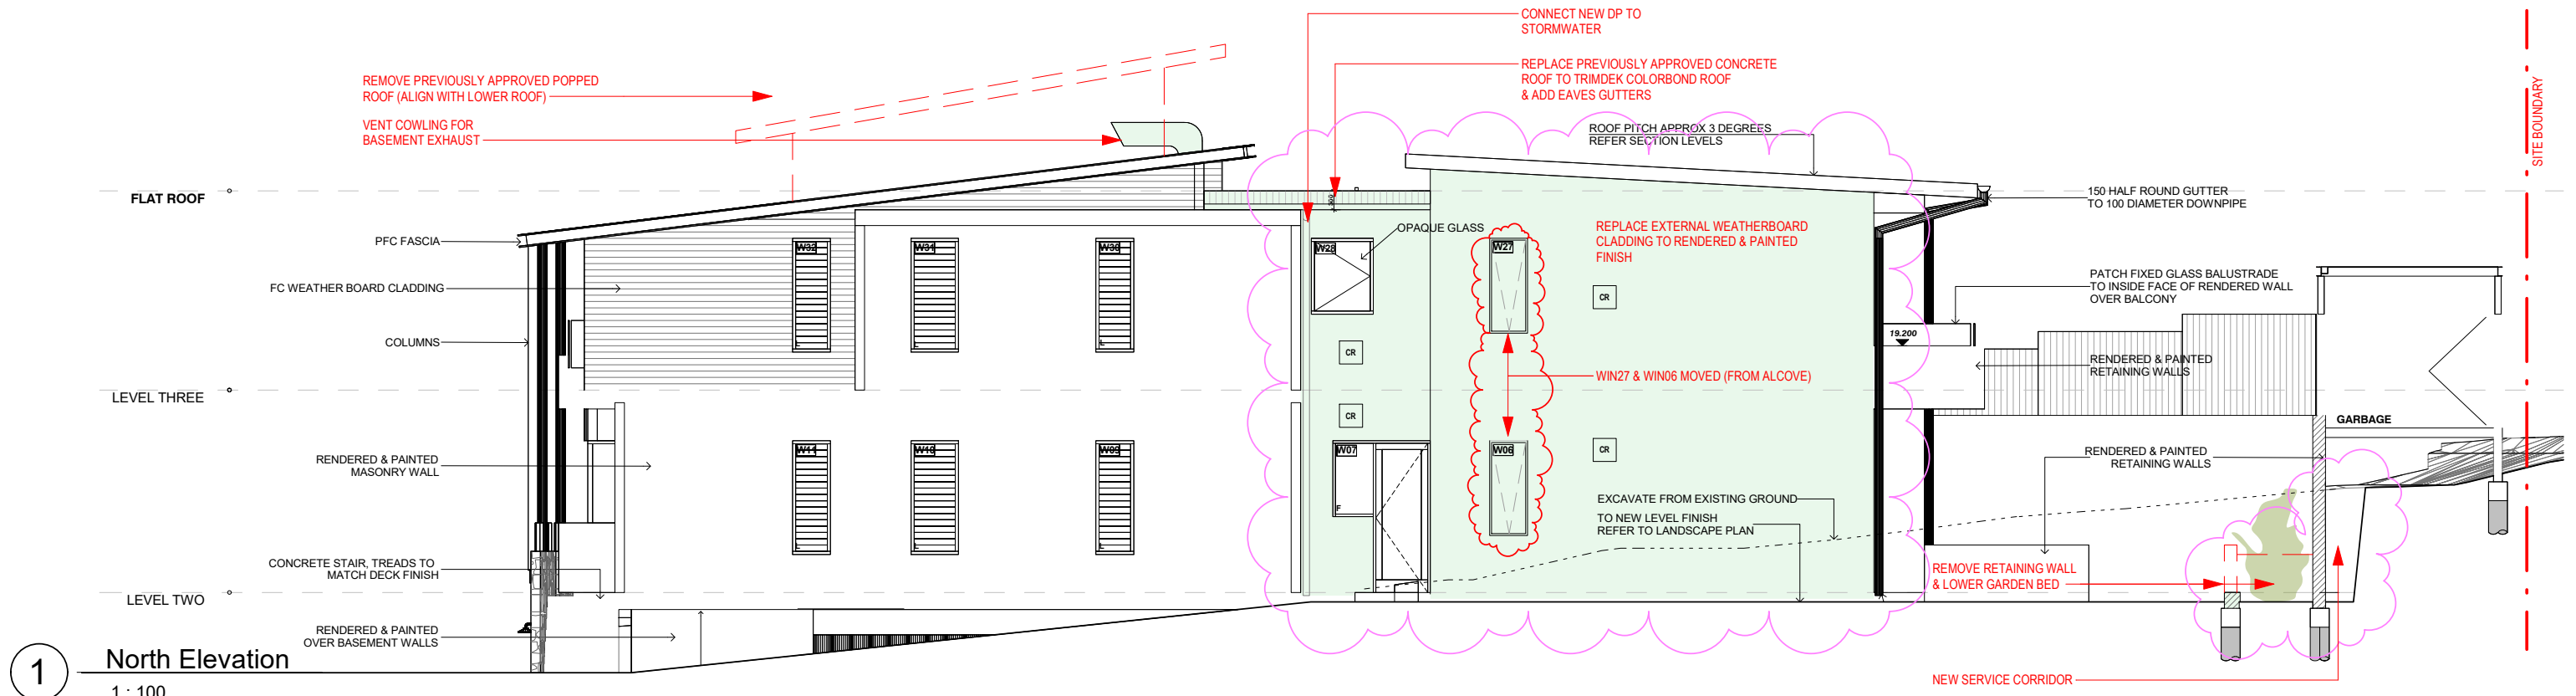 CONNECT NEW DP TO
STORMWATER
REPLACE PREVIOUSLY APPROVED CONCRETE
ROOF TO TRIMDEK COLORBOND ROOF
& ADD EAVES GUTTERS
REMOVE PREVIOUSLY APPROVED POPPED
ROOF (ALIGN WITH LOWER ROOF)
VENT COWLING FOR
BASEMENT EXHAUST
ROOF PITCH APPROX 3 DEGREES
REFER SECTION LEVELS
SITE BOUNDARY
FLAT ROOF
150 HALF ROUND GUTTER
TO 100 DIAMETER DOWNPIPE
PFC FASCIA
W32
W31
W30
W28
OPAQUE GLASS
W27
REPLACE EXTERNAL WEATHERBOARD
CLADDING TO RENDERED & PAINTED
FINISH
FC WEATHER BOARD CLADDING
CR
PATCH FIXED GLASS BALUSTRADE
TO INSIDE FACE OF RENDERED WALL
OVER BALCONY
COLUMNS
L
L
L
CR
19.200
RENDERED & PAINTED
RETAINING WALLS
WIN27 & WIN06 MOVED (FROM ALCOVE)
LEVEL THREE
CR
GARBAGE
RENDERED & PAINTED
MASONRY WALL
W11
W10
W09
W07
W06
CR
RENDERED & PAINTED
RETAINING WALLS
EXCAVATE FROM EXISTING GROUND
TO NEW LEVEL FINISH
REFER TO LANDSCAPE PLAN
F
L
L
L
CONCRETE STAIR, TREADS TO
MATCH DECK FINISH
REMOVE RETAINING WALL
& LOWER GARDEN BED
LEVEL TWO
RENDERED & PAINTED
OVER BASEMENT WALLS
1
North Elevation
1 : 100
NEW SERVICE CORRIDOR